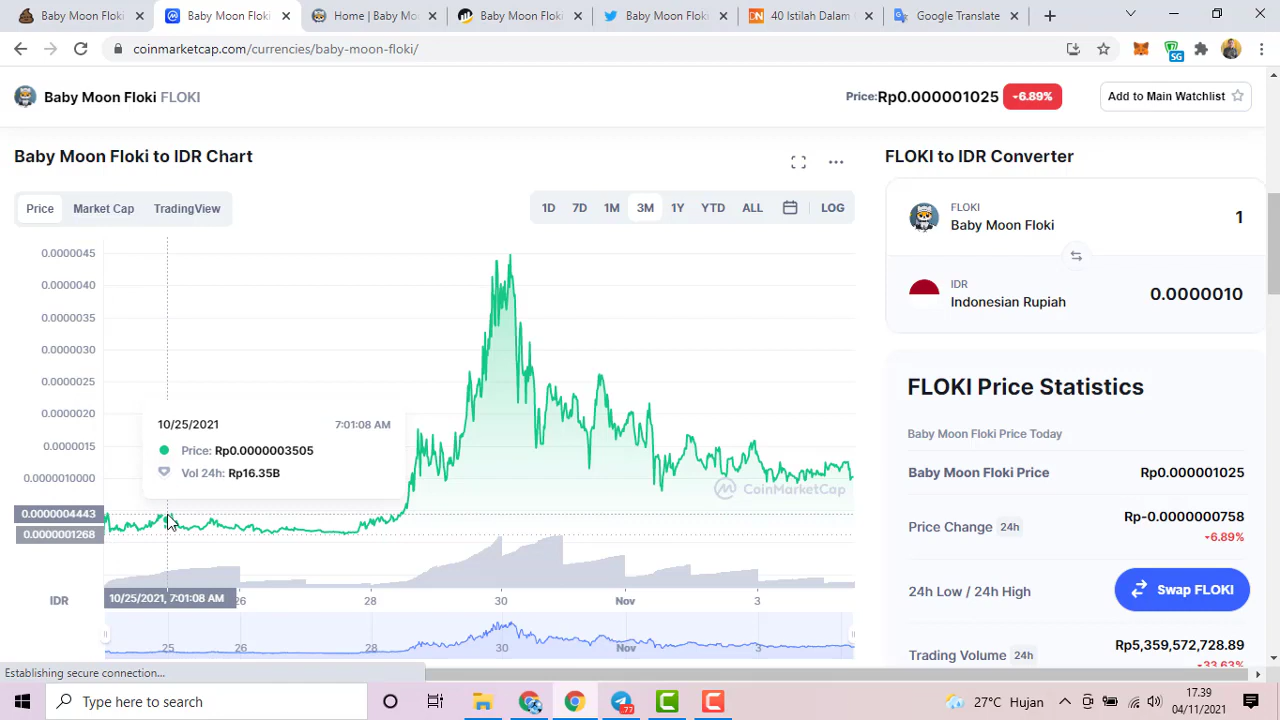 Baby Moon Flo
Baby Moon Floki
Home | Baby Mo
Baby Moon Floki
Baby Moon Flok
40 Istilah Dalam
Google Translate
coinmarketcap.com/currencies/baby-moon-floki/
SG
Baby Moon Floki FLOKI
Price:Rp0.000001025
6.89%
Add to Main Watchlist
Baby Moon Floki to IDR Chart
Price
Market Cap
TradingView
1D
7D
1M
3M
1Y
YTD
ALL
LOG
0.0000045
0.0000040
0.0000035
0.0000030
0.0000025
0.0000020
0.0000015
0.0000010000
0.0000004443
0.0000001268
10/25/2021
7:01:08 AM
Price: Rp0.0000003505
Vol 24h: Rp16.35B
CoinMarketCap
IDR
10/25/2021, 7:01:08 AM
26
28
30
Nov
3
25
26
28
30
Nov
3
FLOKI to IDR Converter
FLOKI
Baby Moon Floki
1
IDR
Indonesian Rupiah
0.0000010
FLOKI Price Statistics
Baby Moon Floki Price Today
Baby Moon Floki Price
Rp0.000001025
Price Change 24h
Rp-0.0000000758
6.89%
24h Low / 24h High
Swap FLOKI
Trading Volume 24h
Rp5,359,572,728.89
33.63%
Establishing secure connection...
Type here to search
77
27°C Hujan
17.39
04/11/2021